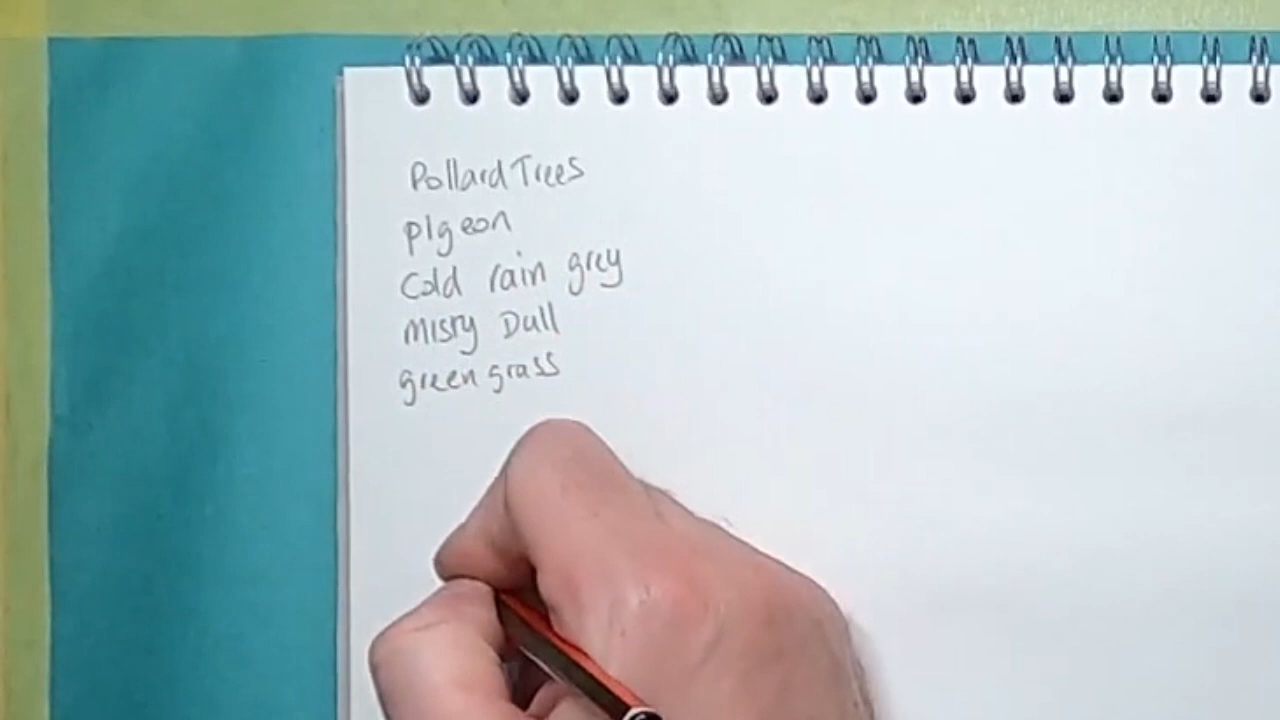 Pollard Trees
pigeon
Cold rain grey
misty Dull
green grass